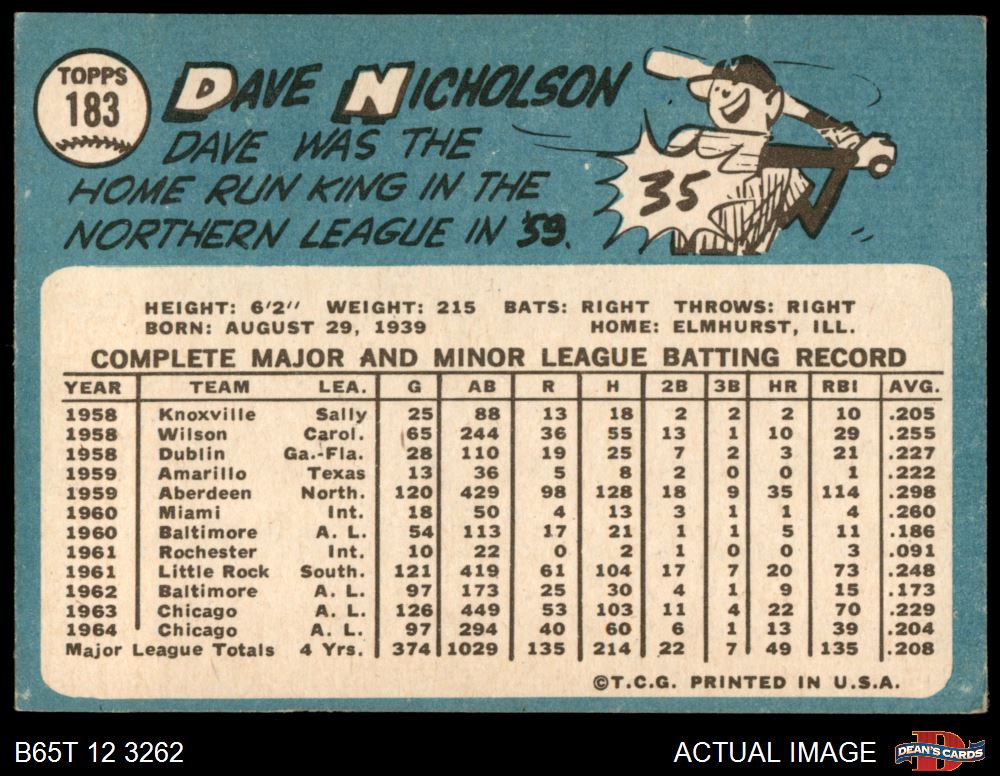 TOPPS
183
DAVE NICHOLSON
DAVE WAS THE
HOME RUN KING IN THE
NORTHERN LEAGUE IN '59.
35
HEIGHT: 6'2" WEIGHT: 215 BATS: RIGHT THROWS: RIGHT
BORN: AUGUST 29, 1939 HOME: ELMHURST, ILL.
COMPLETE MAJOR AND MINOR LEAGUE BATTING RECORD
YEAR TEAM LEA. G AB R H 2B 3B HR RBI AVG.
1958 Knoxville Sally 25 88 13 18 2 2 2 10 .205
1958 Wilson Carol. 65 244 36 55 13 1 10 29 .255
1958 Dublin Ga.-Fla. 28 110 19 25 7 2 3 21 .227
1959 Amarillo Texas 13 36 5 8 2 0 0 1 .222
1959 Aberdeen North. 120 429 98 128 18 9 35 114 .298
1960 Miami Int. 18 50 4 13 3 1 1 4 .260
1960 Baltimore A. L. 54 113 17 21 1 1 5 11 .186
1961 Rochester Int. 10 22 0 2 1 0 0 3 .091
1961 Little Rock South. 121 419 61 104 17 7 20 73 .248
1962 Baltimore A. L. 97 173 25 30 4 1 9 15 .173
1963 Chicago A. L. 126 449 53 103 11 4 22 70 .229
1964 Chicago A. L. 97 294 40 60 6 1 13 39 .204
Major League Totals 4 Yrs. 374 1029 135 214 22 7 49 135 .208
©T.C.G. PRINTED IN U.S.A.
B65T 12 3262
ACTUAL IMAGE
D
DEAN'S CARDS